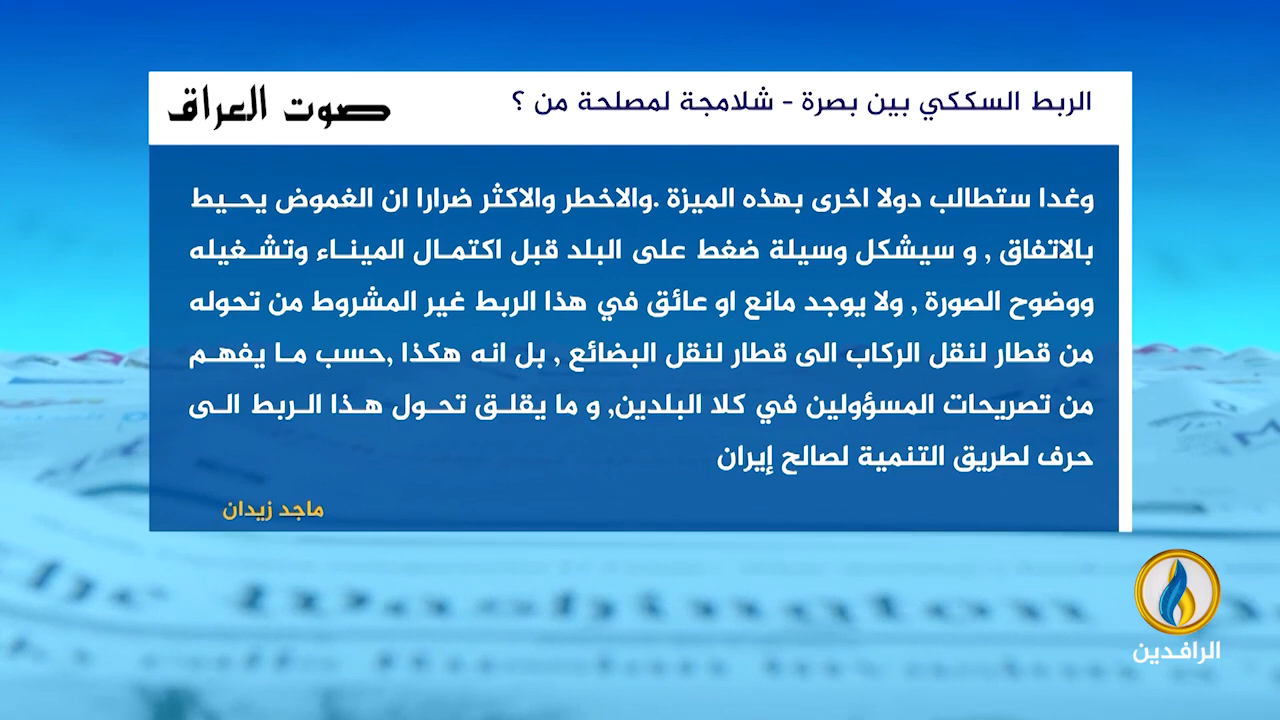 صوت العراق
الربط السككي بين بصرة - شلامجة لمصلحة من ؟
وغدا ستطالب دولا اخرى بهذه الميزة .والاخطر والاكثر ضرارا ان الغموض يحيط
بالاتفاق , و سيشكل وسيلة ضغط على البلد قبل اكتمال الميناء وتشغيله
ووضوح الصورة , ولا يوجد مانع او عائق في هذا الربط غير المشروط من تحوله
من قطار لنقل الركاب الى قطار لنقل البضائع , بل انه هكذا ,حسب ما يفهم
من تصريحات المسؤولين في كلا البلدين, و ما يقلق تحول هذا الربط الى
حرف لطريق التنمية لصالح إيران
ماجد زيدان
الرافدين